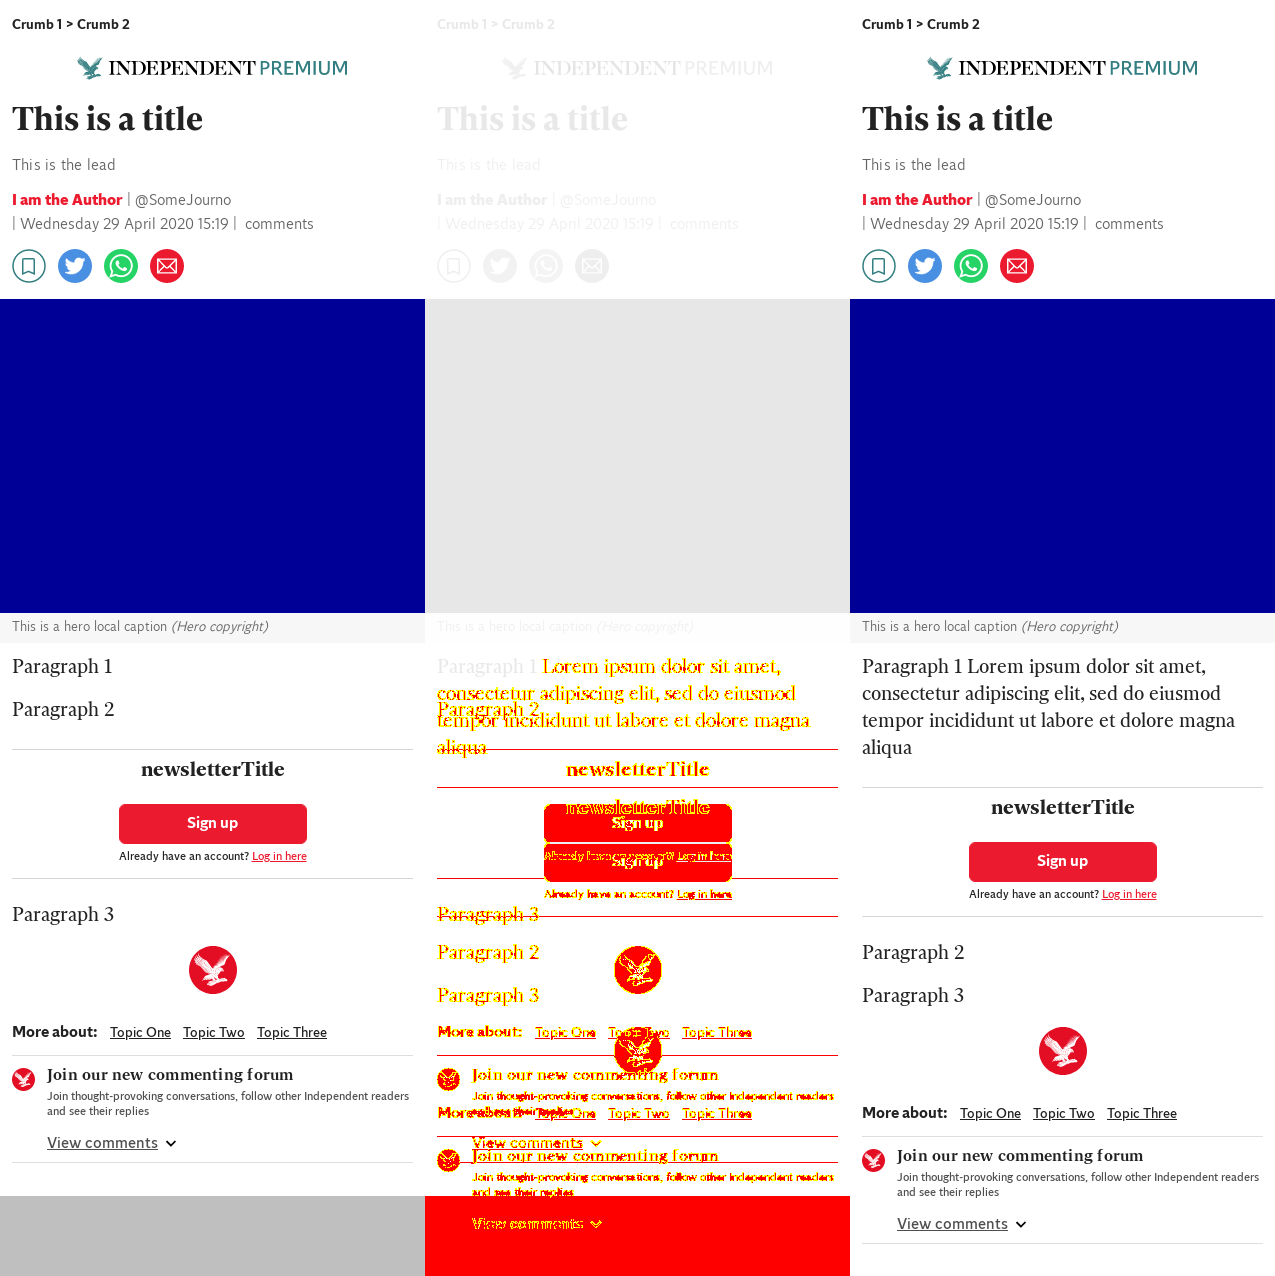 Crumb 1 > Crumb 2
INDEPENDENT PREMIUM
This is a title
This is the lead
I am the Author | @SomeJourno
| Wednesday 29 April 2020 15:19 | comments
This is a hero local caption (Hero copyright)
Paragraph 1
Paragraph 2
newsletterTitle
Sign up
Already have an account? Log in here
Paragraph 3
More about: Topic One Topic Two Topic Three
Join our new commenting forum
Join thought-provoking conversations, follow other Independent readers
and see their replies
View comments
Crumb 1 > Crumb 2
INDEPENDENT PREMIUM
This is a title
This is the lead
I am the Author | @SomeJourno
| Wednesday 29 April 2020 15:19 | comments
This is a hero local caption (Hero copyright)
Paragraph 1 Lorem ipsum dolor sit amet,
consectetur adipiscing elit, sed do eiusmod
Paragraph 2
tempor incididunt ut labore et dolore magna
aliqua
newsletterTitle
newsletterTitle
Sign up
Already have an account? Log in here
Sign up
Already have an account? Log in here
Paragraph 3
Paragraph 2
Paragraph 3
More about: Topic One Topic Two Topic Three
Join our new commenting forum
Join thought-provoking conversations, follow other Independent readers
and see their replies
More about: Topic One Topic Two Topic Three
View comments
Join our new commenting forum
Join thought-provoking conversations, follow other Independent readers
and see their replies
View comments
Crumb 1 > Crumb 2
INDEPENDENT PREMIUM
This is a title
This is the lead
I am the Author | @SomeJourno
| Wednesday 29 April 2020 15:19 | comments
This is a hero local caption (Hero copyright)
Paragraph 1 Lorem ipsum dolor sit amet,
consectetur adipiscing elit, sed do eiusmod
tempor incididunt ut labore et dolore magna
aliqua
newsletterTitle
Sign up
Already have an account? Log in here
Paragraph 2
Paragraph 3
More about: Topic One Topic Two Topic Three
Join our new commenting forum
Join thought-provoking conversations, follow other Independent readers
and see their replies
View comments